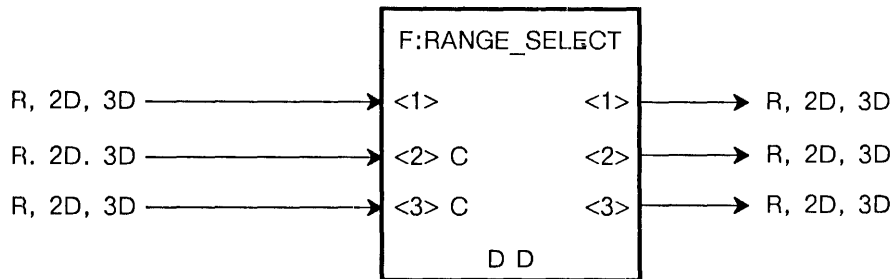 F:RANGE_SELECT
R, 2D, 3D <1> <1> R, 2D, 3D
R. 2D. 3D <2> C <2> R, 2D, 3D
R, 2D, 3D <3> C <3> R, 2D, 3D
D D